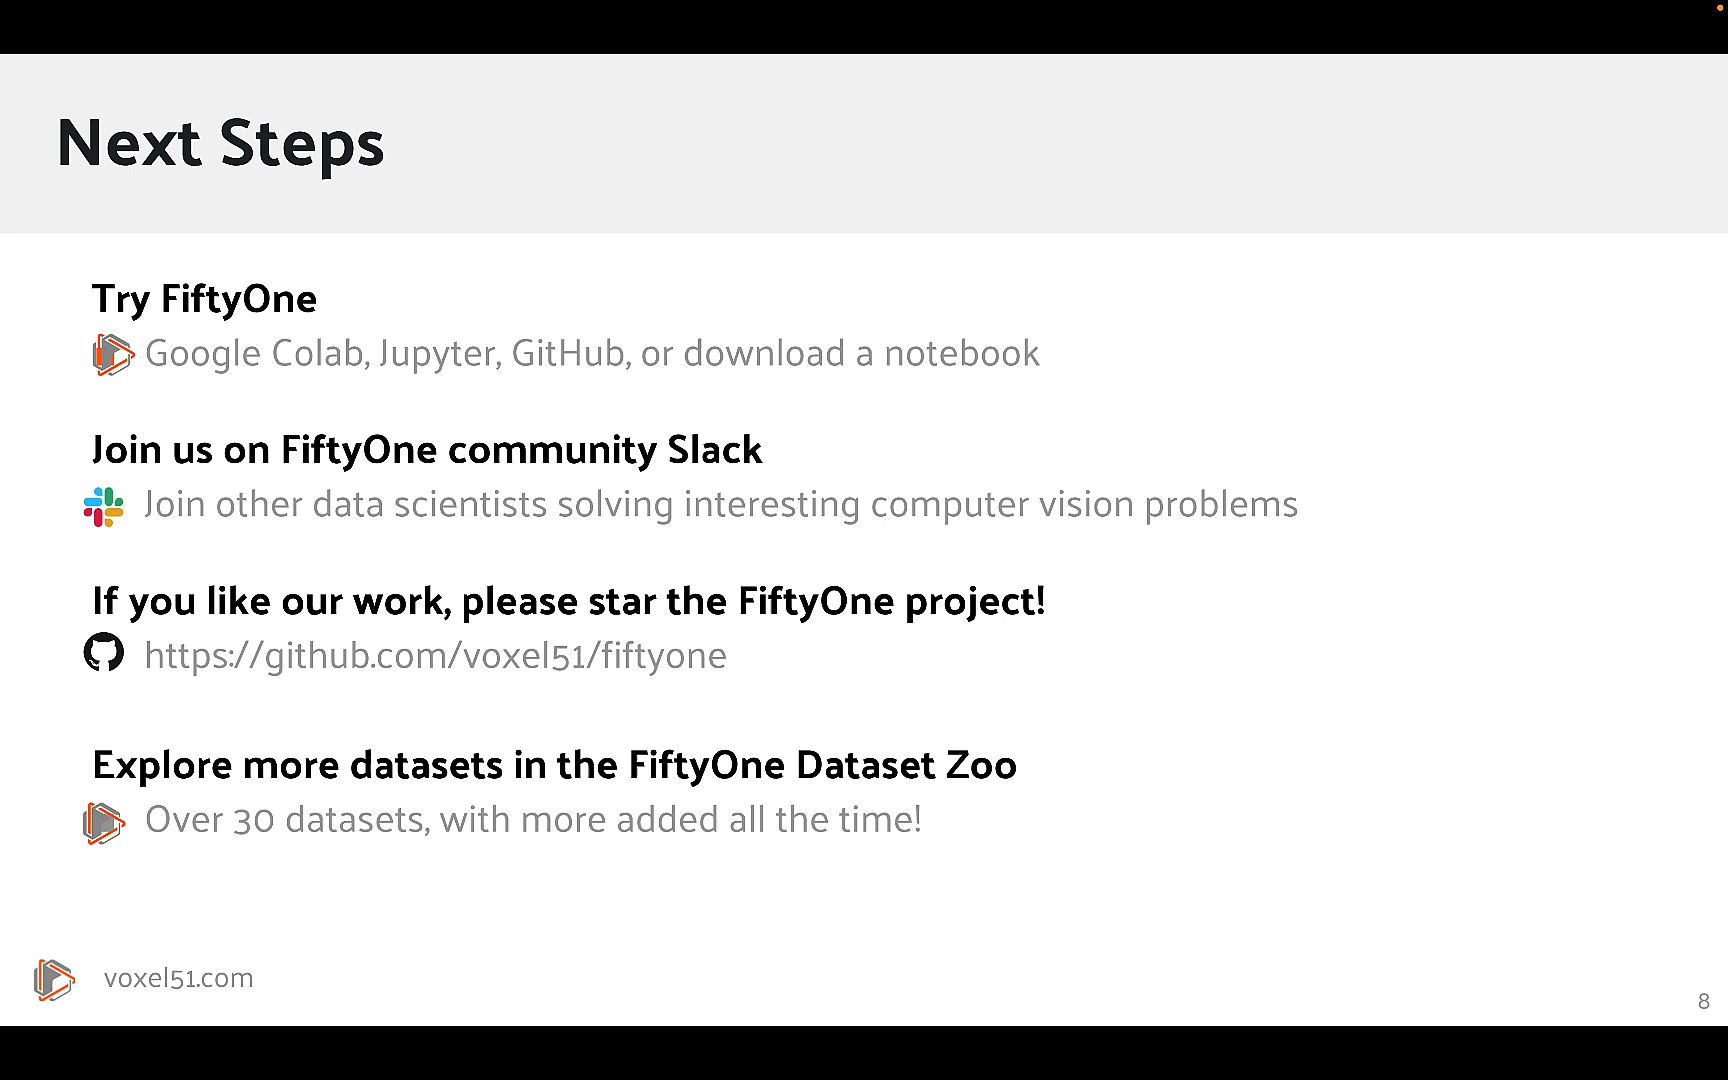 Next Steps
Try FiftyOne
Google Colab, Jupyter, GitHub, or download a notebook
Join us on FiftyOne community Slack
Join other data scientists solving interesting computer vision problems
If you like our work, please star the FiftyOne project!
https://github.com/voxel51/fiftyone
Explore more datasets in the FiftyOne Dataset Zoo
Over 30 datasets, with more added all the time!
voxel51.com
8